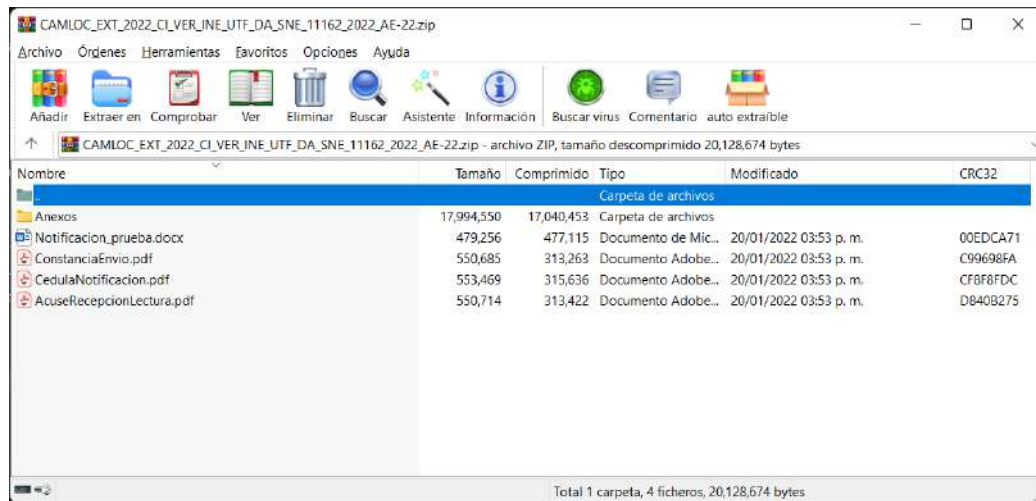 CAMLOC_EXT_2022_CI_VER_INE_UTF_DA_SNE_11162_2022_AE-22.zip
Archivo Órdenes Herramientas Favoritos Opciones Ayuda
Añadir Extraer en Comprobar Ver Eliminar Buscar Asistente Información Buscar virus Comentario auto extraíble
CAMLOC_EXT_2022_CI_VER_INE_UTF_DA_SNE_11162_2022_AE-22.zip - archivo ZIP, tamaño descomprimido 20,128,674 bytes
Nombre Tamaño Comprimido Tipo Modificado CRC32
.. Carpeta de archivos
Anexos 17,994,550 17,040,453 Carpeta de archivos
Notificacion_prueba.docx 479,256 477,115 Documento de Mic... 20/01/2022 03:53 p. m. 00EDCA71
ConstanciaEnvio.pdf 550,685 313,263 Documento Adobe... 20/01/2022 03:53 p. m. C99698FA
CedulaNotificacion.pdf 553,469 315,636 Documento Adobe... 20/01/2022 03:53 p. m. CF8F8FDC
AcuseRecepcionLectura.pdf 550,714 313,422 Documento Adobe... 20/01/2022 03:53 p. m. D840B275
Total 1 carpeta, 4 ficheros, 20,128,674 bytes